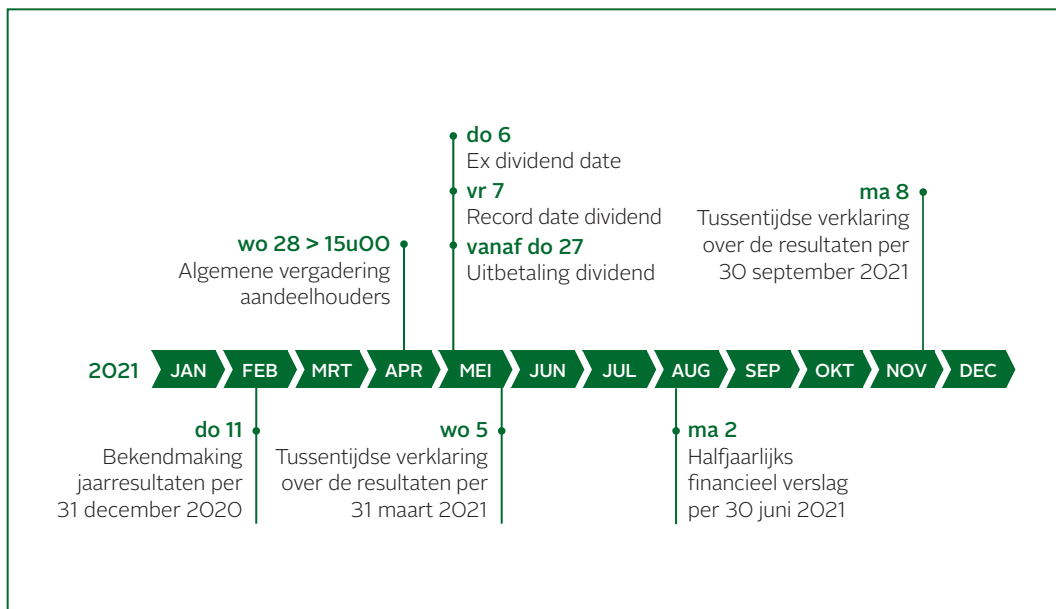 do 6
Ex dividend date
vr 7
Record date dividend
vanaf do 27
Uitbetaling dividend
wo 28 > 15u00
Algemene vergadering
aandeelhouders
ma 8
Tussentijdse verklaring
over de resultaten per
30 september 2021
2021 JAN FEB MRT APR MEI JUN JUL AUG SEP OKT NOV DEC
do 11
Bekendmaking
jaarresultaten per
31 december 2020
wo 5
Tussentijdse verklaring
over de resultaten per
31 maart 2021
ma 2
Halfjaarlijks
financieel verslag
per 30 juni 2021